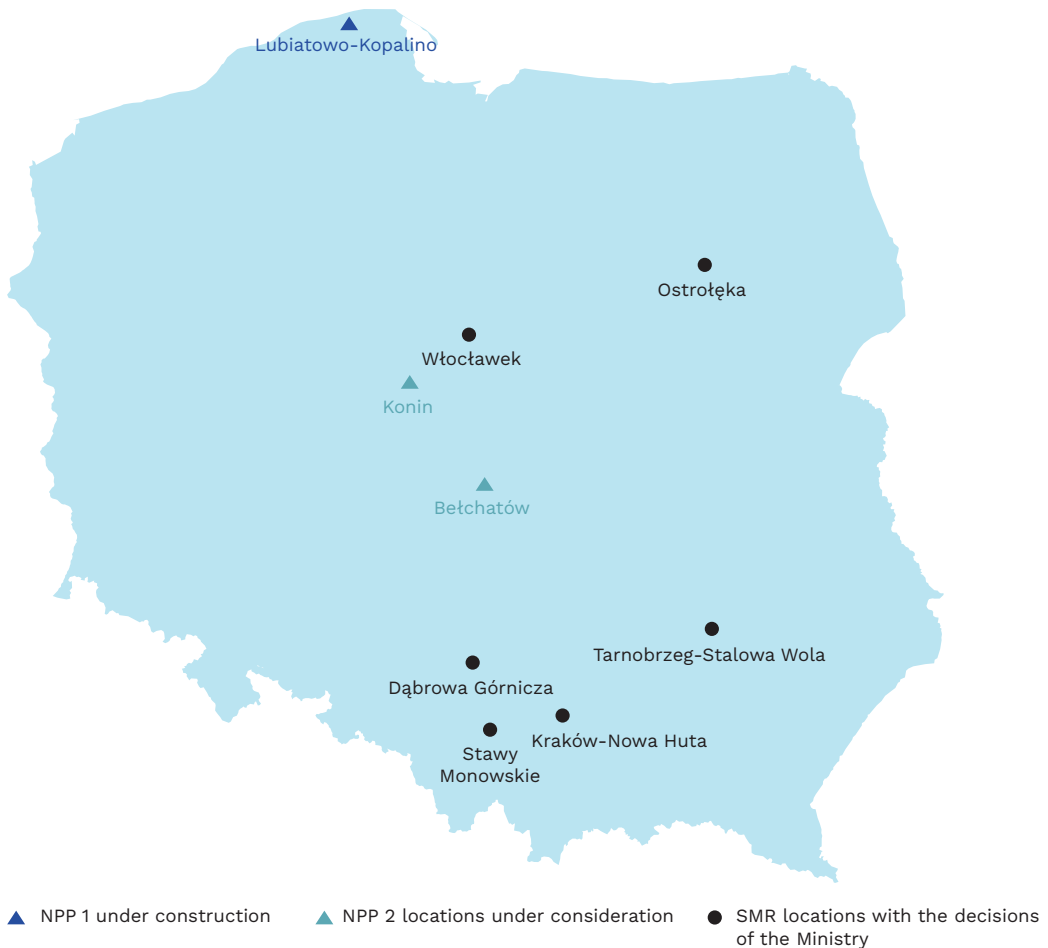 Lubiatowo-Kopalino
Ostrołęka
Włocławek
Konin
Bełchatów
Tarnobrzeg-Stalowa Wola
Dąbrowa Górnicza
Kraków-Nowa Huta
Stawy
Monowskie
NPP 1 under construction
NPP 2 locations under consideration
SMR locations with the decisions
of the Ministry